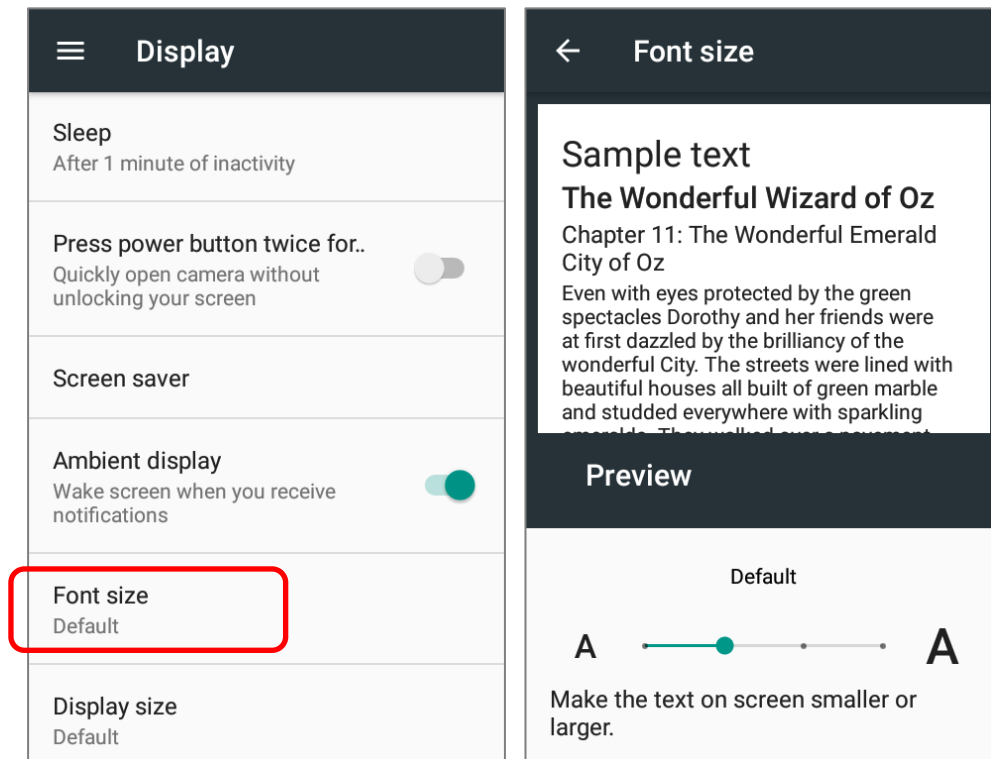 Display
Sleep
After 1 minute of inactivity
Press power button twice for..
Quickly open camera without
unlocking your screen
Screen saver
Ambient display
Wake screen when you receive
notifications
Font size
Default
Display size
Default
Font size
Sample text
The Wonderful Wizard of Oz
Chapter 11: The Wonderful Emerald
City of Oz
Even with eyes protected by the green
spectacles Dorothy and her friends were
at first dazzled by the brilliancy of the
wonderful City. The streets were lined with
beautiful houses all built of green marble
and studded everywhere with sparkling
emeralds. They walked over a pavement
Preview
Default
A A
Make the text on screen smaller or
larger.